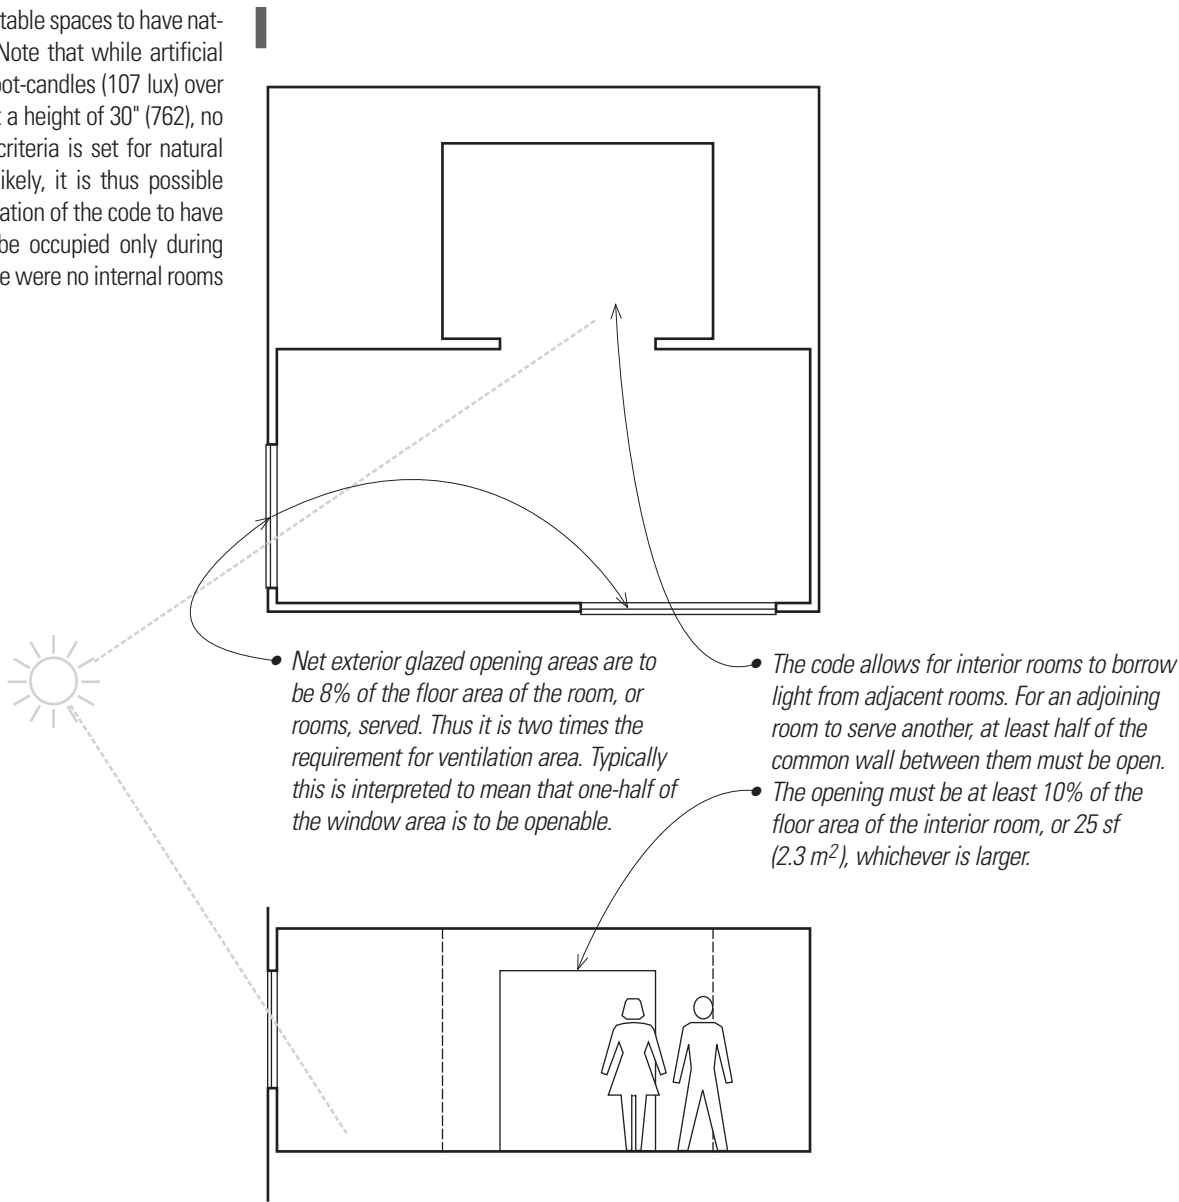 table spaces to have nat-
Note that while artificial
ot-candles (107 lux) over
a height of 30" (762), no
criteria is set for natural
ikely, it is thus possible
ation of the code to have
be occupied only during
e were no internal rooms
• Net exterior glazed opening areas are to
be 8% of the floor area of the room, or
rooms, served. Thus it is two times the
requirement for ventilation area. Typically
this is interpreted to mean that one-half of
the window area is to be openable.
• The code allows for interior rooms to borrow
light from adjacent rooms. For an adjoining
room to serve another, at least half of the
common wall between them must be open.
• The opening must be at least 10% of the
floor area of the interior room, or 25 sf
(2.3 m²), whichever is larger.